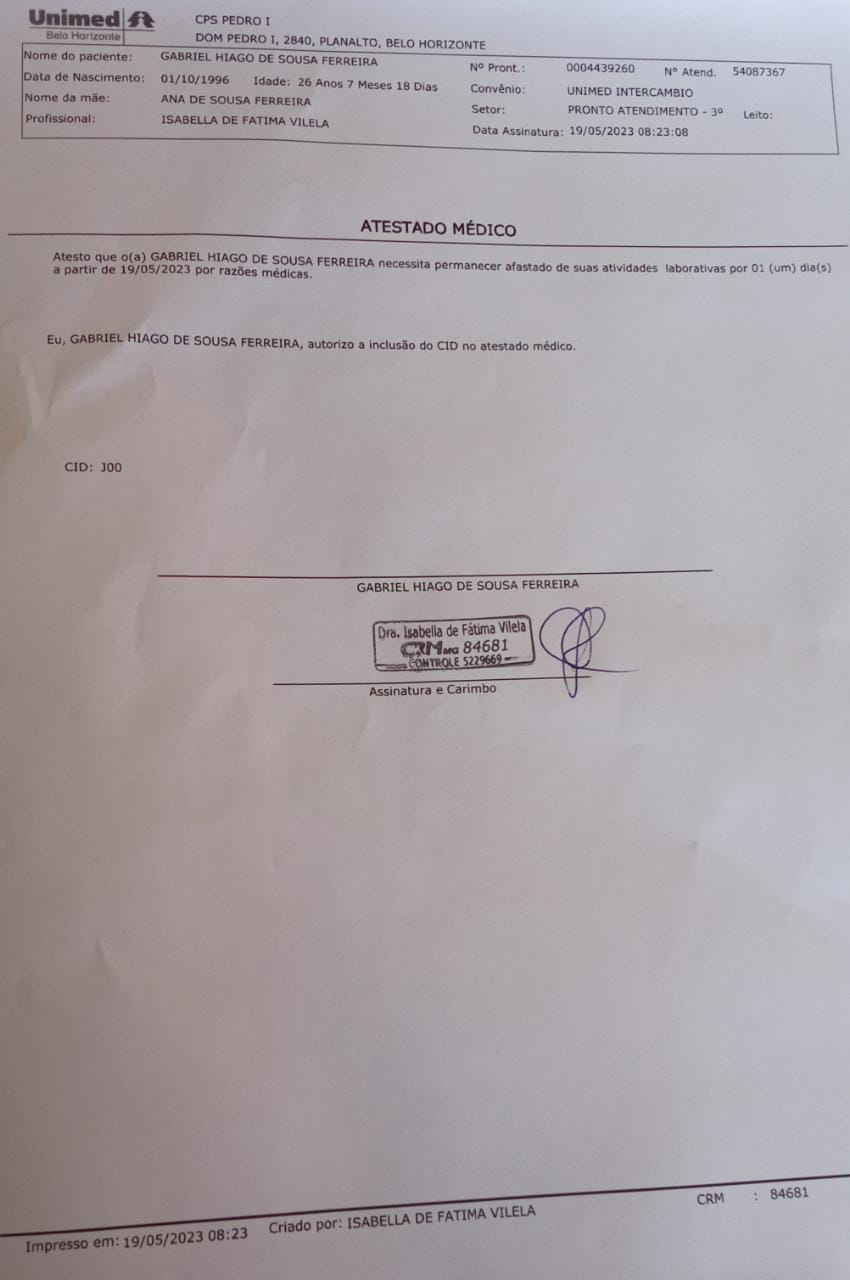 Unimed
Belo Horizonte
CPS PEDRO I
DOM PEDRO I, 2840, PLANALTO, BELO HORIZONTE
Nome do paciente: GABRIEL HIAGO DE SOUSA FERREIRA Nº Pront.: 0004439260 Nº Atend. 54087367
Data de Nascimento: 01/10/1996 Idade: 26 Anos 7 Meses 18 Dias Convênio: UNIMED INTERCAMBIO
Nome da mãe: ANA DE SOUSA FERREIRA Setor: PRONTO ATENDIMENTO - 3º Leito:
Profissional: ISABELLA DE FATIMA VILELA Data Assinatura: 19/05/2023 08:23:08
ATESTADO MÉDICO
Atesto que o(a) GABRIEL HIAGO DE SOUSA FERREIRA necessita permanecer afastado de suas atividades laborativas por 01 (um) dia(s)
a partir de 19/05/2023 por razões médicas.
Eu, GABRIEL HIAGO DE SOUSA FERREIRA, autorizo a inclusão do CID no atestado médico.
CID: J00
GABRIEL HIAGO DE SOUSA FERREIRA
Dra. Isabella de Fátima Vilela
CRMMG 84681
CONTROLE 5229669
Assinatura e Carimbo
CRM : 84681
Impresso em: 19/05/2023 08:23 Criado por: ISABELLA DE FATIMA VILELA